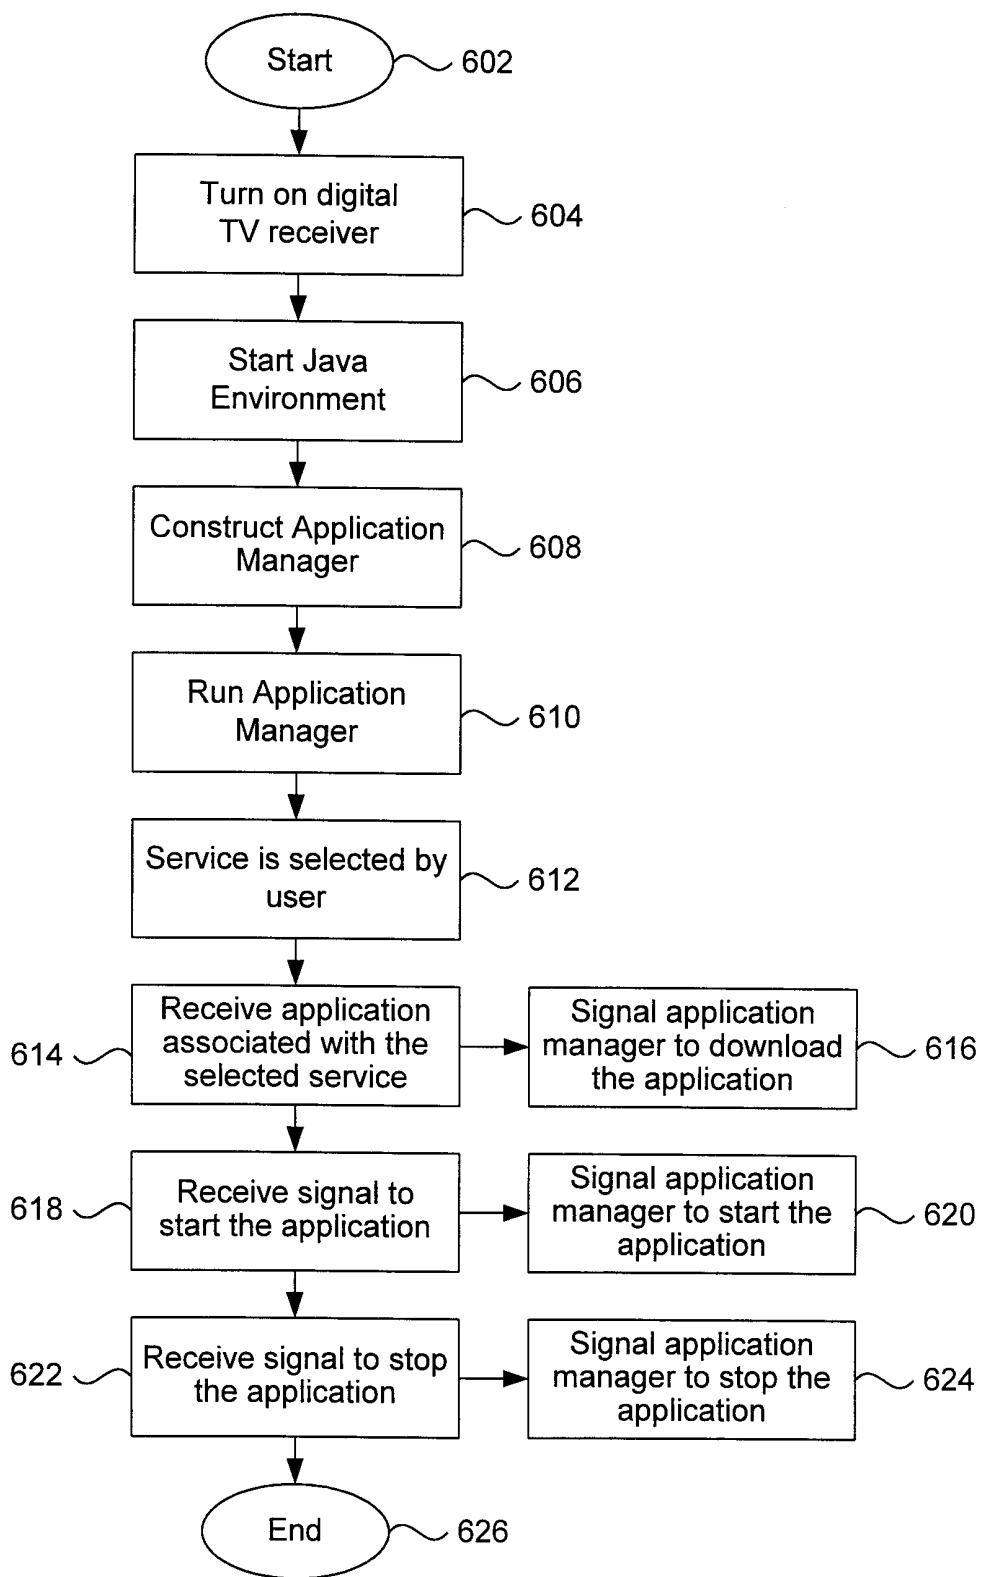 Start
602
Turn on digital
TV receiver
604
Start Java
Environment
606
Construct Application
Manager
608
Run Application
Manager
610
Service is selected by
user
612
614
Receive application
associated with the
selected service
Signal application
manager to download
the application
616
618
Receive signal to
start the application
Signal application
manager to start the
application
620
622
Receive signal to stop
the application
Signal application
manager to stop the
application
624
End
626